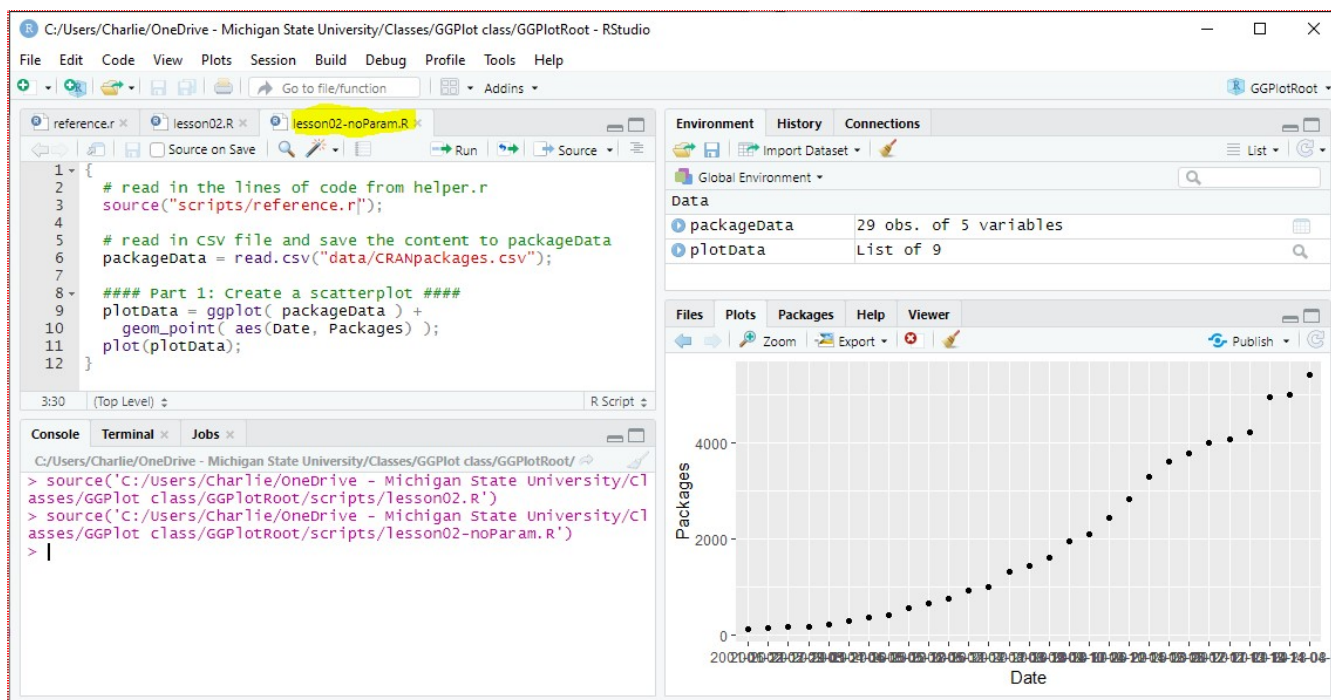 C:/Users/Charlie/OneDrive - Michigan State University/Classes/GGPlot class/GGPlotRoot - RStudio
File Edit Code View Plots Session Build Debug Profile Tools Help
Go to file/function Addins GGPlotRoot
reference.r lesson02.R lesson02-noParam.R
Source on Save Run Source
1 {
2 # read in the lines of code from helper.r
3 source("scripts/reference.r");
4
5 # read in CSV file and save the content to packageData
6 packageData = read.csv("data/CRANpackages.csv");
7
8 #### Part 1: Create a scatterplot ####
9 plotData = ggplot( packageData ) +
10 geom_point( aes(Date, Packages) );
11 plot(plotData);
12 }
3:30 (Top Level) R Script
Console Terminal Jobs
C:/Users/Charlie/OneDrive - Michigan State University/Classes/GGPlot class/GGPlotRoot/
> source('C:/Users/Charlie/OneDrive - Michigan State University/Cl
asses/GGPlot class/GGPlotRoot/scripts/lesson02.R')
> source('C:/Users/Charlie/OneDrive - Michigan State University/Cl
asses/GGPlot class/GGPlotRoot/scripts/lesson02-noParam.R')
>
Environment History Connections
Import Dataset List
Global Environment
Data
packageData 29 obs. of 5 variables
plotData List of 9
Files Plots Packages Help Viewer
Zoom Export Publish
4000
Packages
2000
0
Date